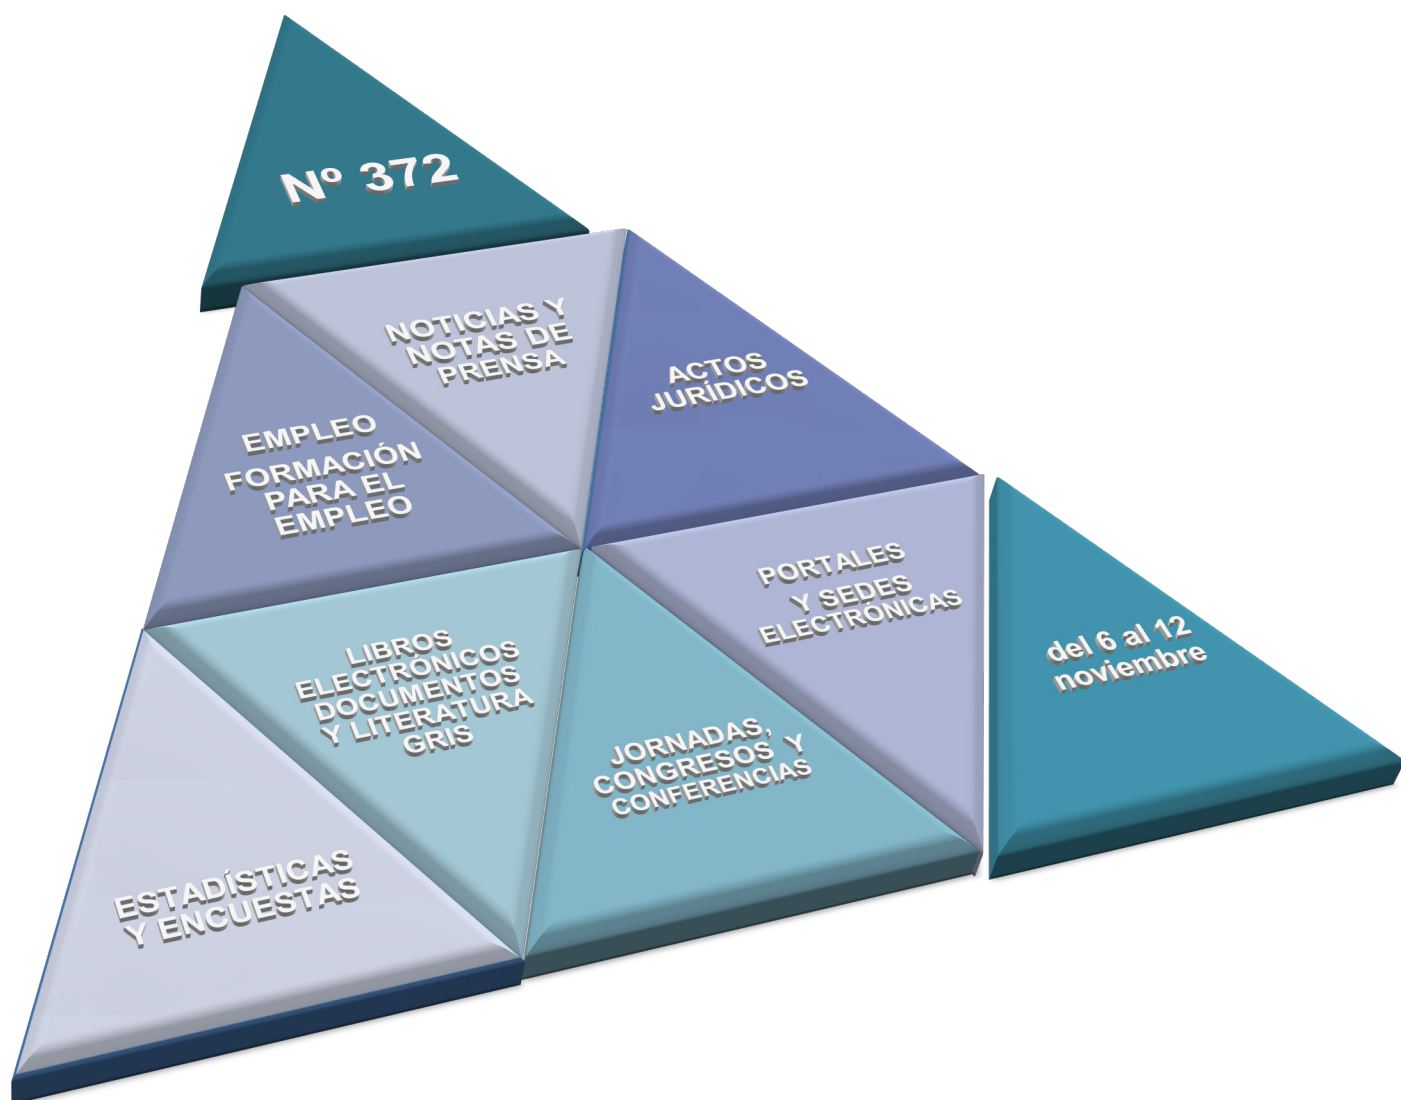 Nº 372
NOTICIAS Y
NOTAS DE
PRENSA
ACTOS
JURÍDICOS
EMPLEO
FORMACIÓN
PARA EL
EMPLEO
PORTALES
Y SEDES
ELECTRÓNICAS
del 6 al 12
noviembre
LIBROS
ELECTRÓNICOS
DOCUMENTOS
Y LITERATURA
GRIS
JORNADAS,
CONGRESOS Y
CONFERENCIAS
ESTADÍSTICAS
Y ENCUESTAS